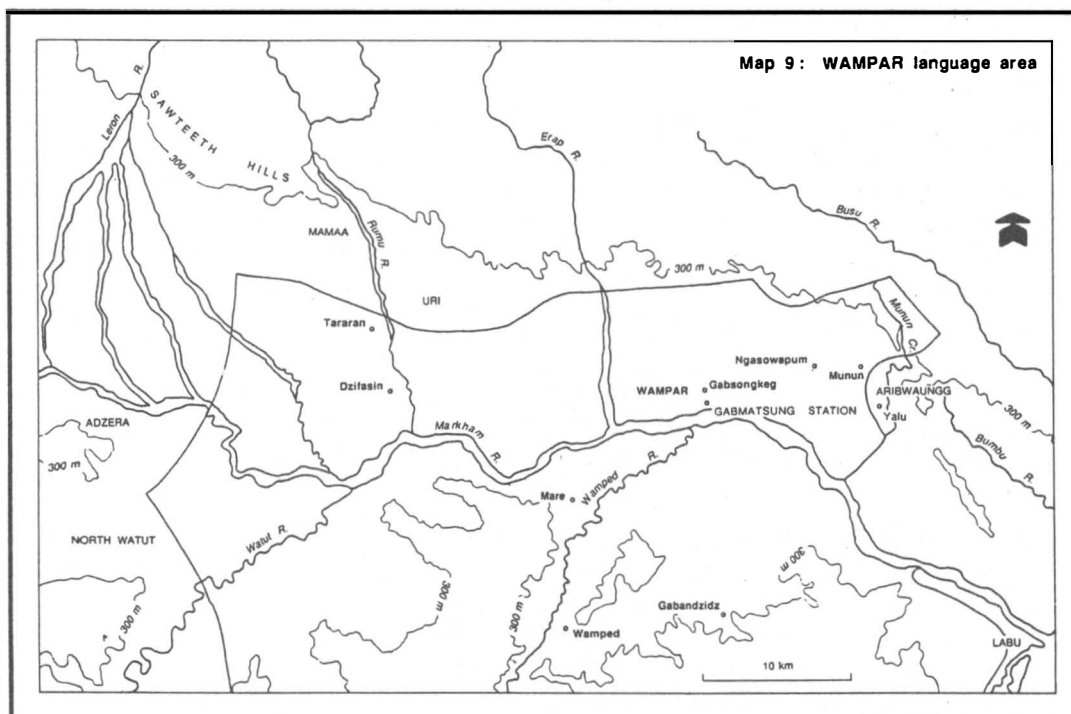 Map 9: WAMPAR language area
Leron R.
SAWTEETH HILLS
300 m
Erap R.
Busu R.
MAMAA
Rumu R.
300 m
URI
Munun Cr.
Tararan
Ngasowapum
Munun
Dzifasin
WAMPAR
Gabsongkeg
ARIBWAUNGG
GABMATSUNG STATION
Yalu
300 m
ADZERA
Markham R.
Bumbu R.
300 m
Mare
Wamped R.
NORTH WATUT
Watut R.
300 m
300 m
300 m
300 m
Gabandzidz
Wamped
LABU
10 km